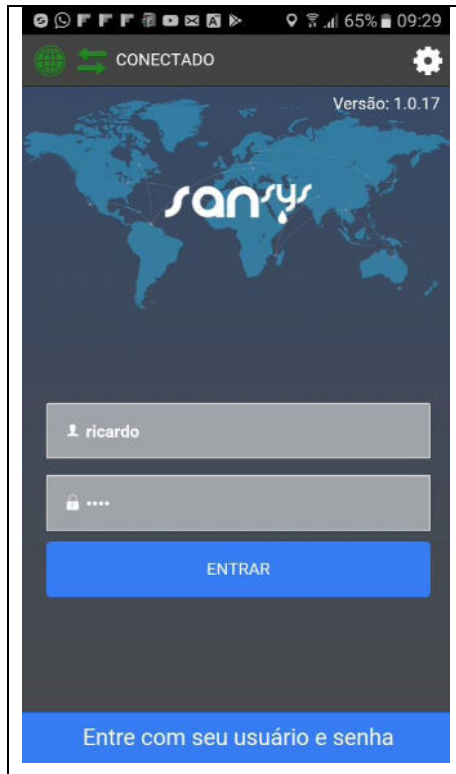 65% 09:29
CONECTADO
Versão: 1.0.17
sansys
ricardo
••••
ENTRAR
Entre com seu usuário e senha